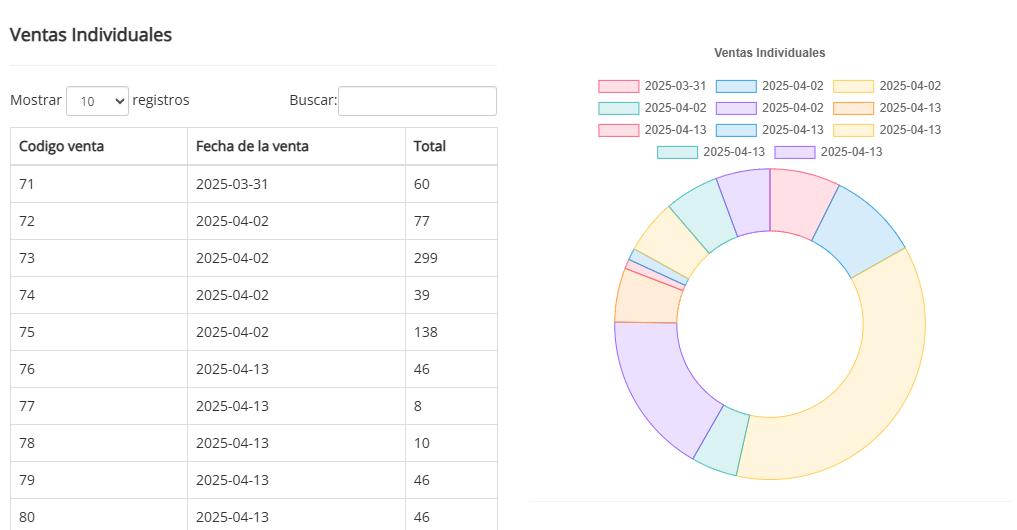 Ventas Individuales
Mostrar 10 registros Buscar:
Codigo venta Fecha de la venta Total
71 2025-03-31 60
72 2025-04-02 77
73 2025-04-02 299
74 2025-04-02 39
75 2025-04-02 138
76 2025-04-13 46
77 2025-04-13 8
78 2025-04-13 10
79 2025-04-13 46
80 2025-04-13 46
Ventas Individuales
2025-03-31 2025-04-02 2025-04-02
2025-04-02 2025-04-02 2025-04-13
2025-04-13 2025-04-13 2025-04-13
2025-04-13 2025-04-13